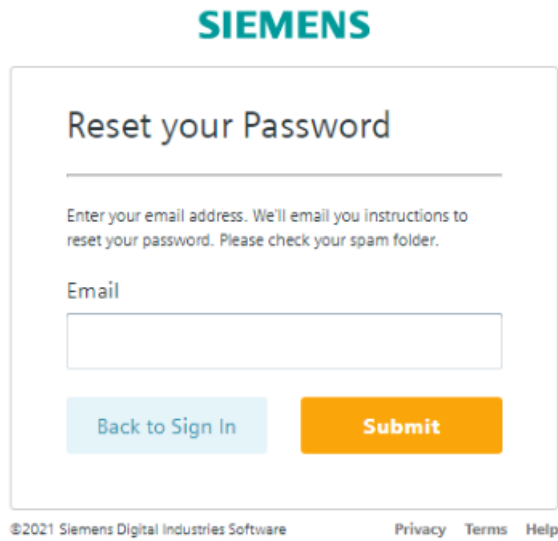 SIEMENS
Reset your Password
Enter your email address. We'll email you instructions to
reset your password. Please check your spam folder.
Email
Back to Sign In Submit
©2021 Siemens Digital Industries Software Privacy Terms Help